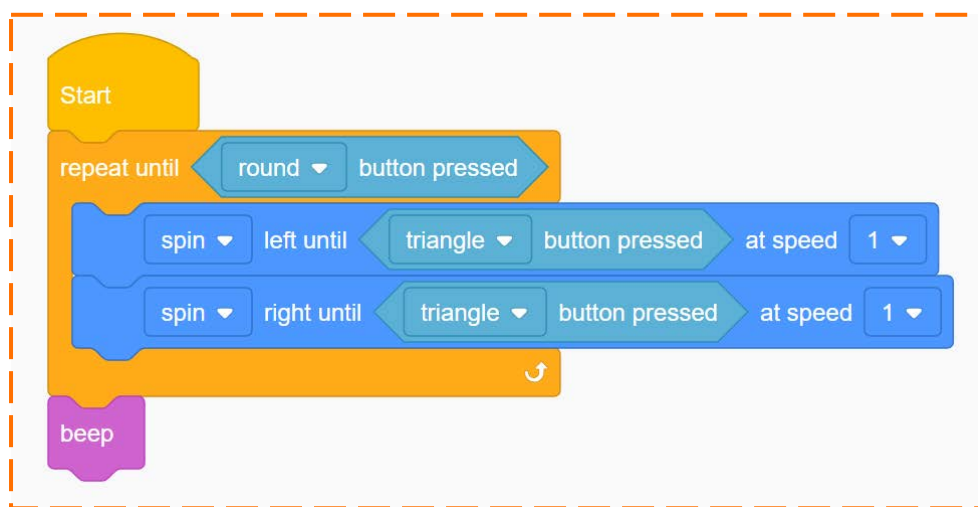 Start
repeat until round button pressed
spin left until triangle button pressed at speed 1
spin right until triangle button pressed at speed 1
beep